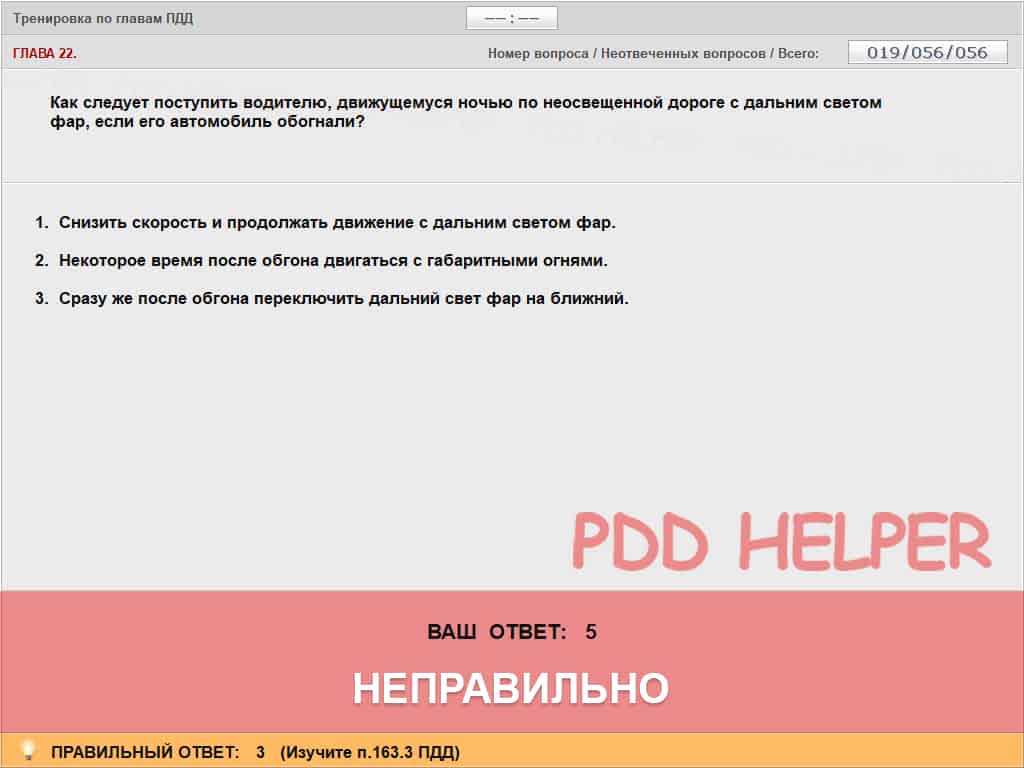 Тренировка по главам ПДД
—— : ——
ГЛАВА 22.
Номер вопроса / Неотвеченных вопросов / Всего:
019/056/056
Как следует поступить водителю, движущемуся ночью по неосвещенной дороге с дальним светом
фар, если его автомобиль обогнали?
1. Снизить скорость и продолжать движение с дальним светом фар.
2. Некоторое время после обгона двигаться с габаритными огнями.
3. Сразу же после обгона переключить дальний свет фар на ближний.
PDD HELPER
ВАШ ОТВЕТ: 5
НЕПРАВИЛЬНО
ПРАВИЛЬНЫЙ ОТВЕТ: 3 (Изучите п.163.3 ПДД)